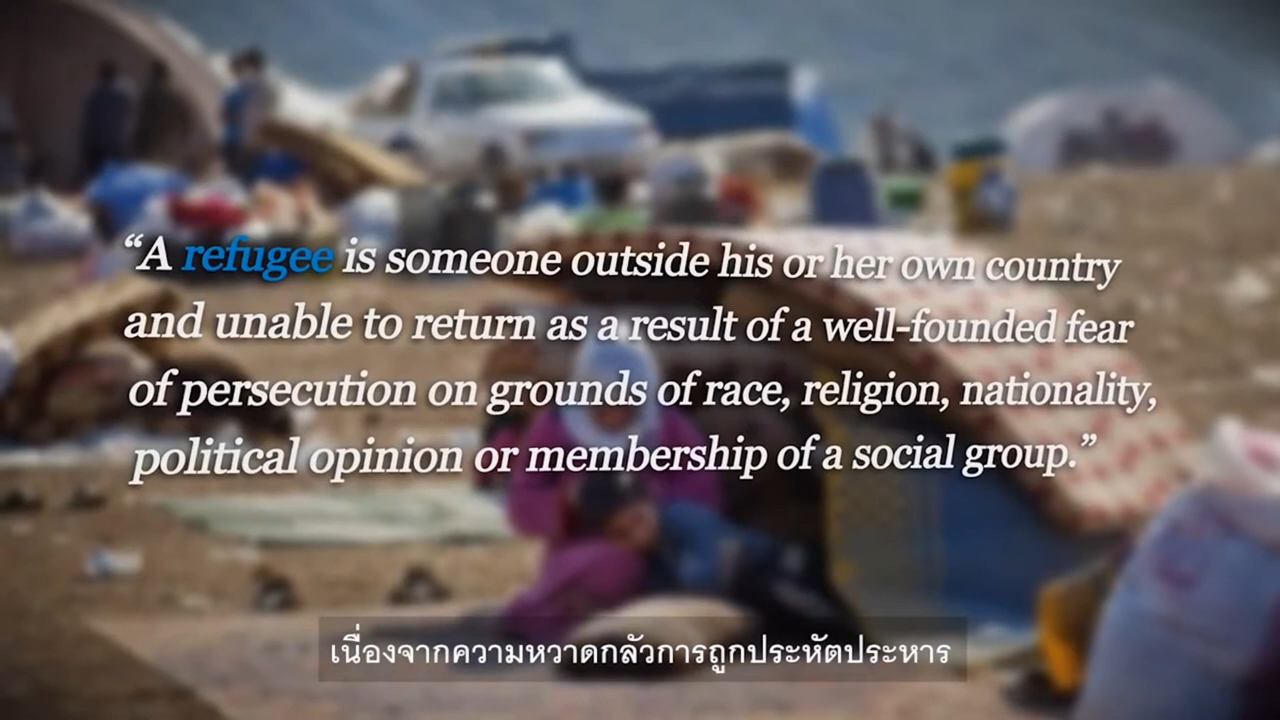 “A refugee is someone outside his or her own country
and unable to return as a result of a well-founded fear
of persecution on grounds of race, religion, nationality,
political opinion or membership of a social group.”
เนื่องจากความหวาดกลัวการถูกประหัตประหาร